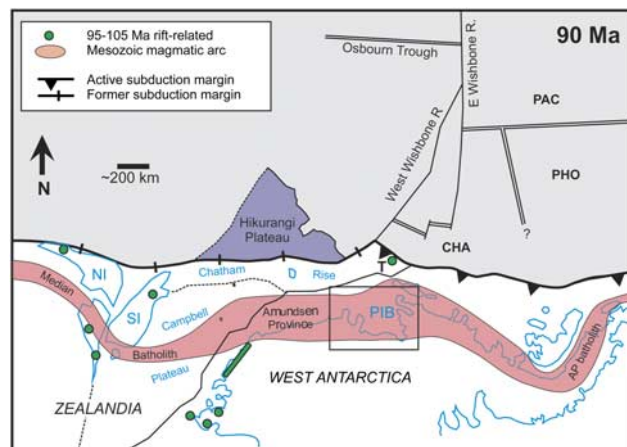 95-105 Ma rift-related
Mesozoic magmatic arc
Active subduction margin
Former subduction margin
90 Ma
Osbourn Trough
E Wishbone R.
PAC
West Wishbone R
PHO
N
~200 km
Hikurangi
Plateau
?
CHA
T
NI
Chatham
Rise
Median
SI
Campbell
Amundsen
Province
PIB
Batholith
Plateau
AP batholith
WEST ANTARCTICA
ZEALANDIA